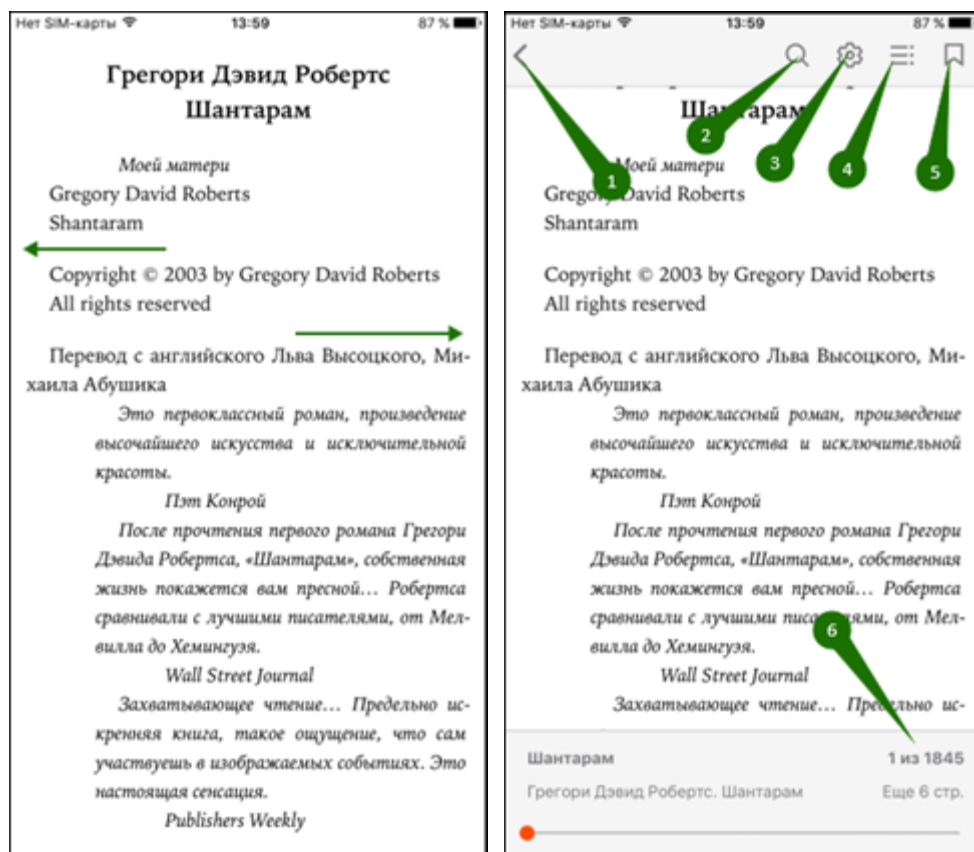 Нет SIM-карты 13:59 87 %
Грегори Дэвид Робертс
Шантарам
Моей матери
Gregory David Roberts
Shantaram
Copyright © 2003 by Gregory David Roberts
All rights reserved
Перевод с английского Льва Высоцкого, Ми-
хаила Абушика
Это первоклассный роман, произведение
высочайшего искусства и исключительной
красоты.
Пэт Конрой
После прочтения первого романа Грегори
Дэвида Робертса, «Шантарам», собственная
жизнь покажется вам пресной... Робертса
сравнивали с лучшими писателями, от Мел-
вилла до Хемингуэя.
Wall Street Journal
Захватывающее чтение... Предельно ис-
кренняя книга, такое ощущение, что сам
участвуешь в изображаемых событиях. Это
настоящая сенсация.
Publishers Weekly
Нет SIM-карты 13:59 87 %
2 3 4 5
Шантарам
1
Моей матери
Gregory David Roberts
Shantaram
Copyright © 2003 by Gregory David Roberts
All rights reserved
Перевод с английского Льва Высоцкого, Ми-
хаила Абушика
Это первоклассный роман, произведение
высочайшего искусства и исключительной
красоты.
Пэт Конрой
После прочтения первого романа Грегори
Дэвида Робертса, «Шантарам», собственная
жизнь покажется вам пресной... Робертса
сравнивали с лучшими писателями, от Мел-
6
вилла до Хемингуэя.
Wall Street Journal
Захватывающее чтение... Предельно ис-
Шантарам 1 из 1845
Грегори Дэвид Робертс. Шантарам Еще 6 стр.